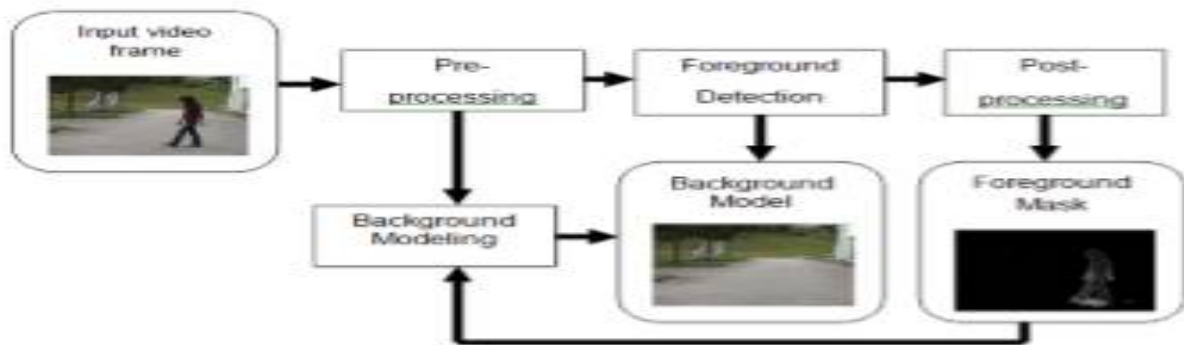 Input video
frame
Pre-
processing
Foreground
Detection
Post-
processing
Background
Modeling
Background
Model
Foreground
Mask